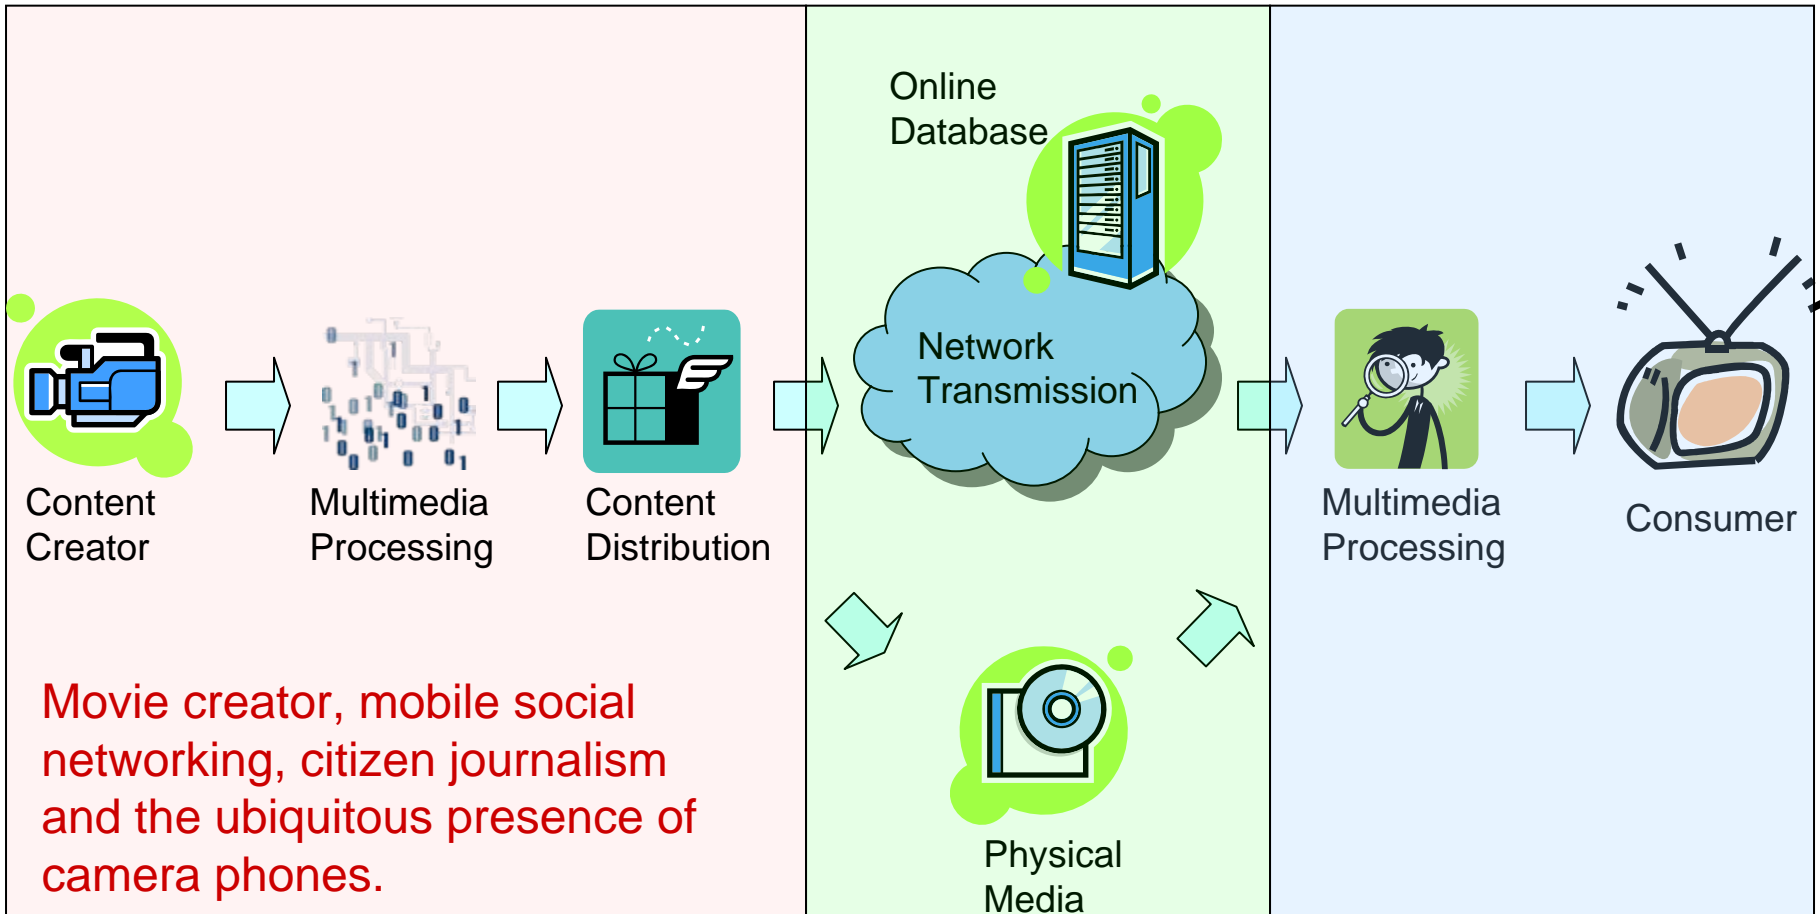 Online
Database
Network
Transmission
Content
Creator
Multimedia
Processing
Content
Distribution
Multimedia
Processing
Consumer
Movie creator, mobile social
networking, citizen journalism
and the ubiquitous presence of
camera phones.
Physical
Media